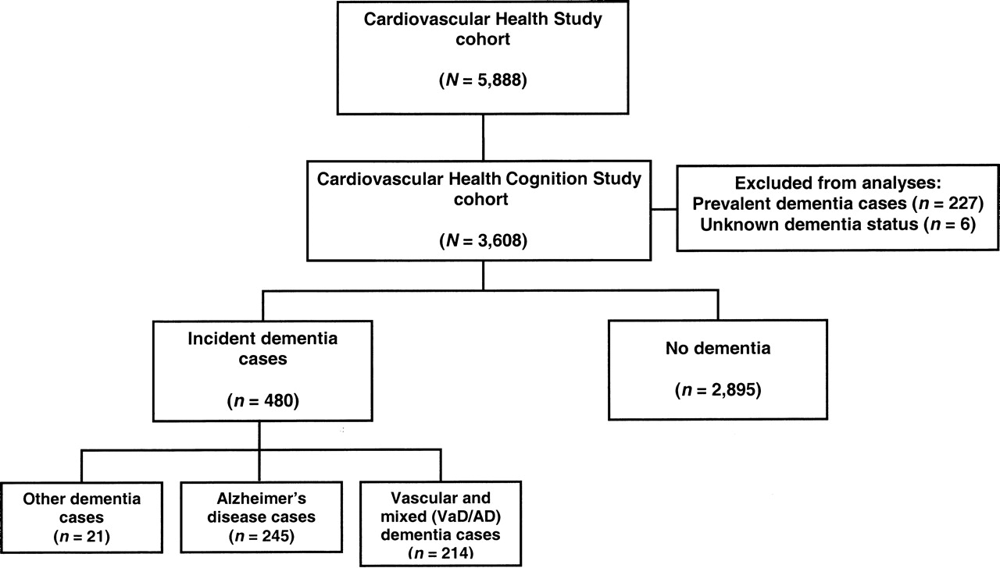 Cardiovascular Health Study
cohort
(N = 5,888)
Cardiovascular Health Cognition Study
cohort
(N = 3,608)
Excluded from analyses:
Prevalent dementia cases (n = 227)
Unknown dementia status (n = 6)
Incident dementia
cases
(n = 480)
No dementia
(n = 2,895)
Other dementia
cases
(n = 21)
Alzheimer's
disease cases
(n = 245)
Vascular and
mixed (VaD/AD)
dementia cases
(n = 214)